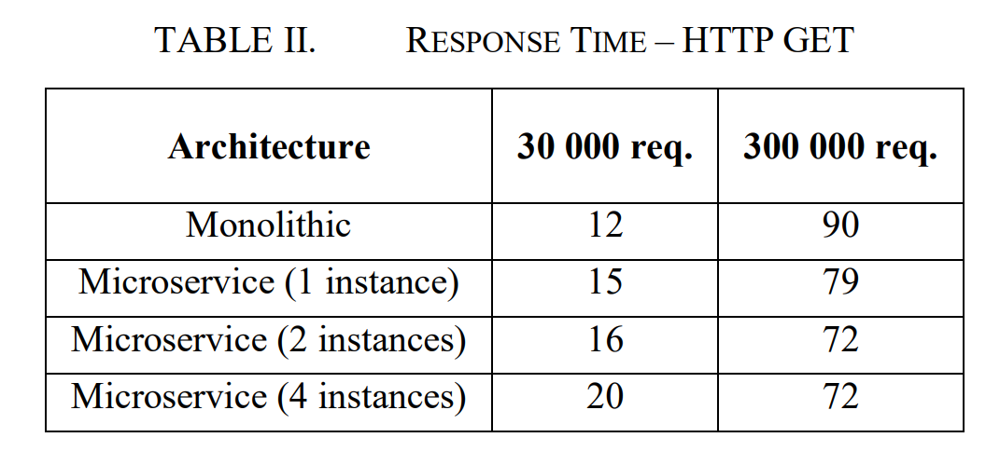 TABLE II. RESPONSE TIME – HTTP GET
Architecture 30 000 req. 300 000 req.
Monolithic 12 90
Microservice (1 instance) 15 79
Microservice (2 instances) 16 72
Microservice (4 instances) 20 72